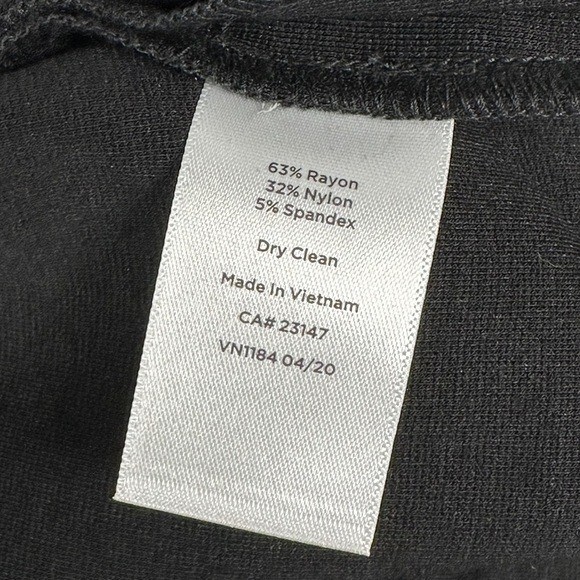 63% Rayon
32% Nylon
5% Spandex
Dry Clean
Made In Vietnam
CA# 23147
VN1184 04/20